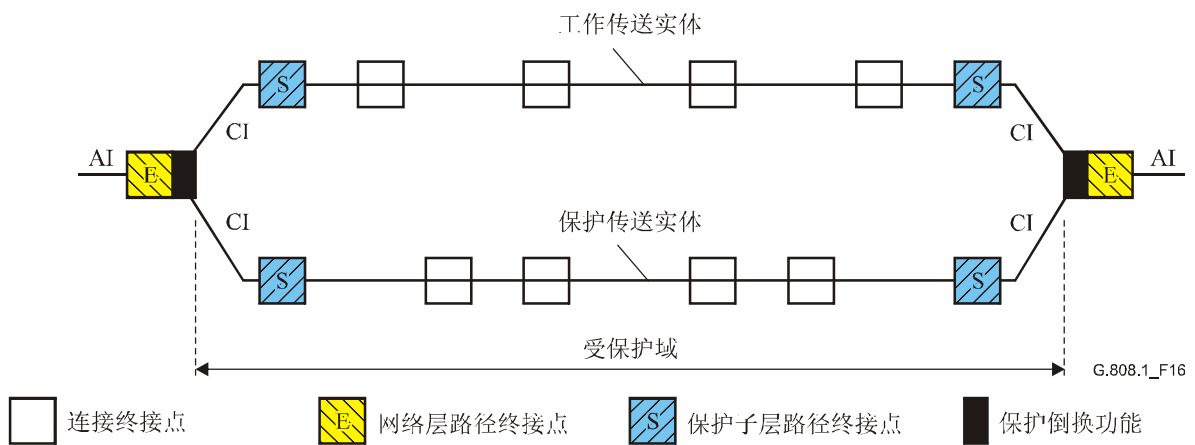 工作传送实体
S
S
CI
CI
AI
E
E
AI
CI
CI
保护传送实体
S
S
受保护域
G.808.1_F16
连接终接点
E
网络层路径终接点
S
保护子层路径终接点
保护倒换功能